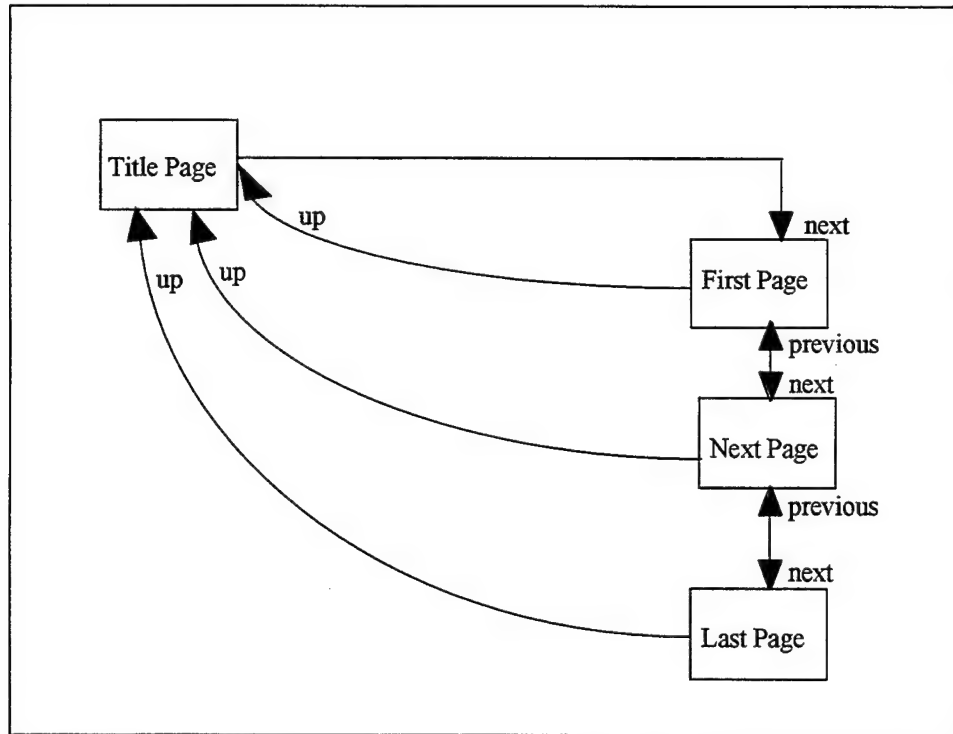 Title Page
up
next
up
up
First Page
previous
next
Next Page
previous
next
Last Page